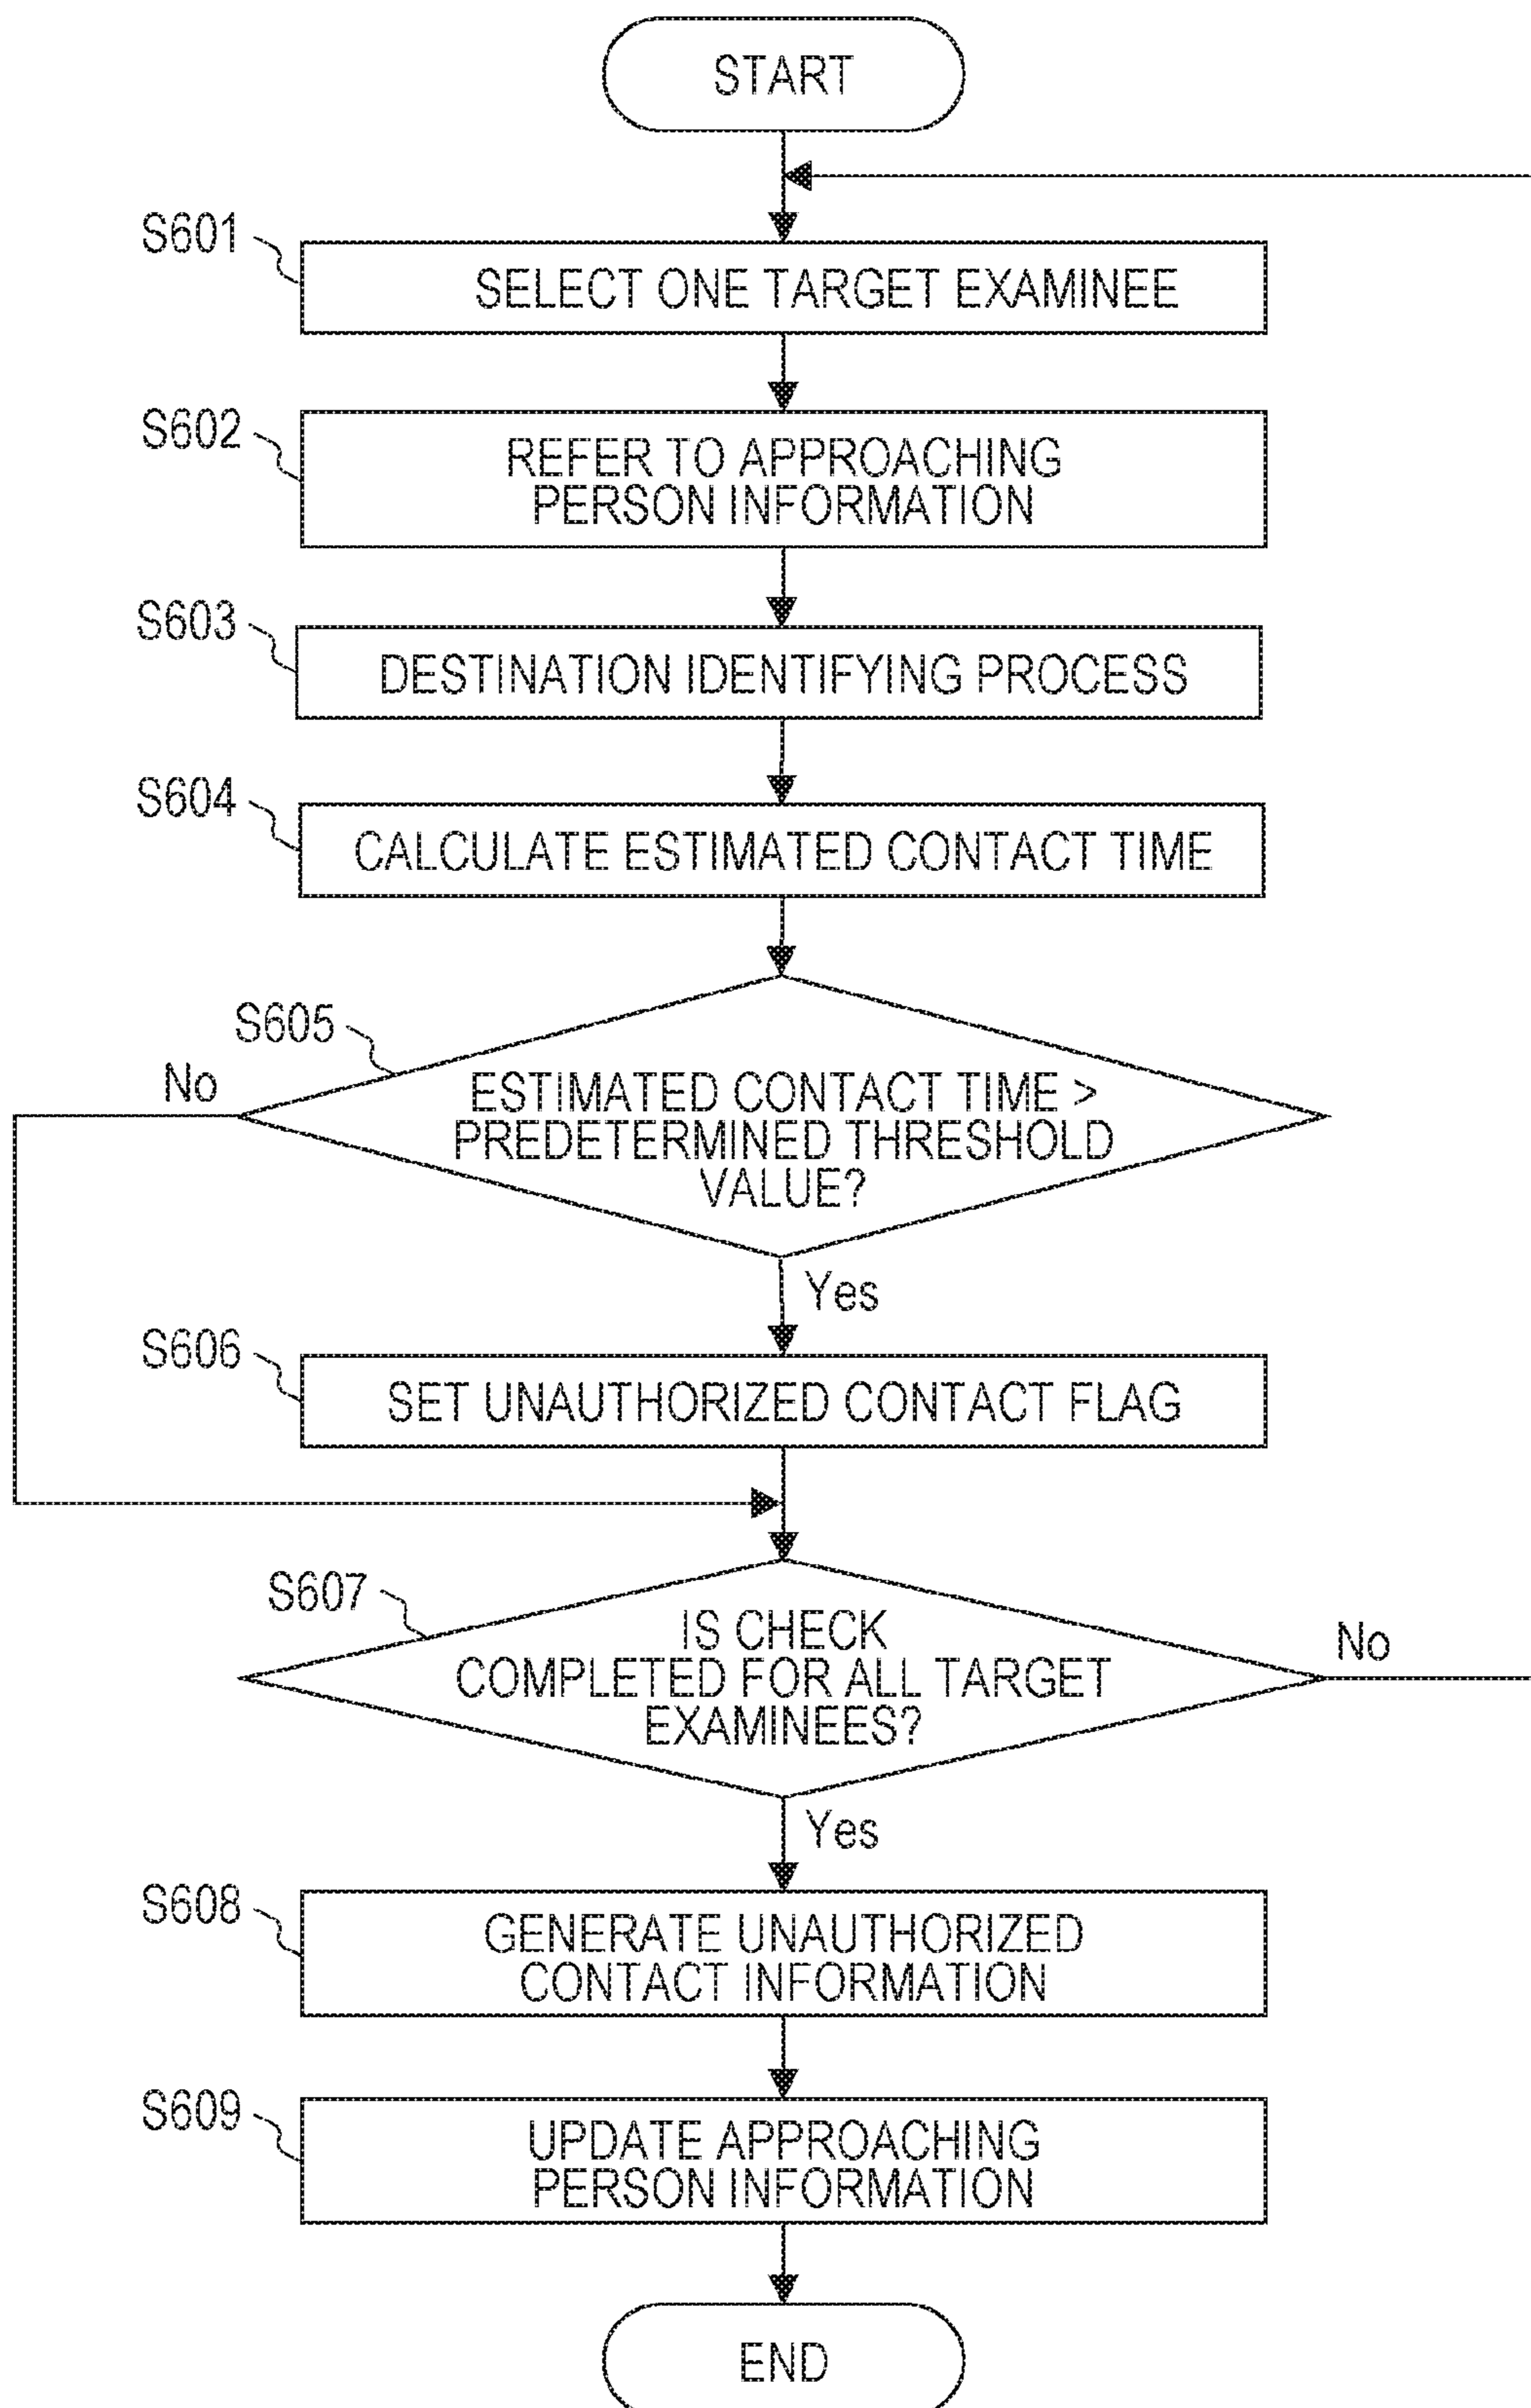 START
S601
SELECT ONE TARGET EXAMINEE
S602
REFER TO APPROACHING
PERSON INFORMATION
S603
DESTINATION IDENTIFYING PROCESS
S604
CALCULATE ESTIMATED CONTACT TIME
S605
No
ESTIMATED CONTACT TIME >
PREDETERMINED THRESHOLD
VALUE?
Yes
S606
SET UNAUTHORIZED CONTACT FLAG
S607
IS CHECK
COMPLETED FOR ALL TARGET
EXAMINEES?
No
Yes
S608
GENERATE UNAUTHORIZED
CONTACT INFORMATION
S609
UPDATE APPROACHING
PERSON INFORMATION
END